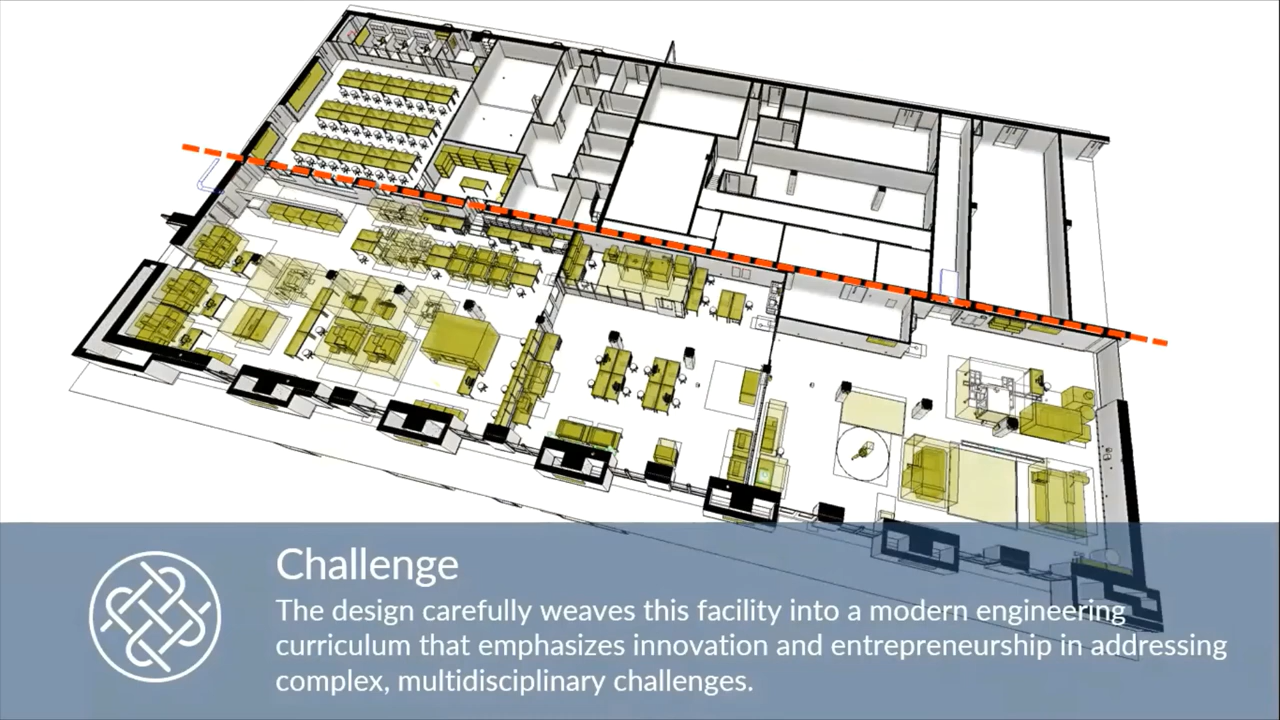 Challenge
The design carefully weaves this facility into a modern engineering
curriculum that emphasizes innovation and entrepreneurship in addressing
complex, multidisciplinary challenges.